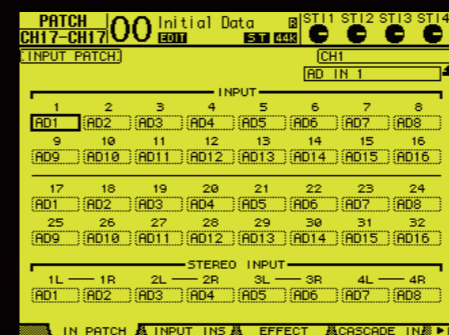 PATCH 00 Initial Data R ST11 ST12 ST13 ST14
CH17-CH17 EDIT S.T 44k
INPUT PATCH CH1
AD IN 1
INPUT
1 2 3 4 5 6 7 8
AD1 AD2 AD3 AD4 AD5 AD6 AD7 AD8
9 10 11 12 13 14 15 16
AD9 AD10 AD11 AD12 AD13 AD14 AD15 AD16
17 18 19 20 21 22 23 24
AD1 AD2 AD3 AD4 AD5 AD6 AD7 AD8
25 26 27 28 29 30 31 32
AD9 AD10 AD11 AD12 AD13 AD14 AD15 AD16
STEREO INPUT
1L 1R 2L 2R 3L 3R 4L 4R
AD1 AD2 AD3 AD4 AD5 AD6 AD7 AD8
IN PATCH INPUT INS EFFECT CASCADE IN